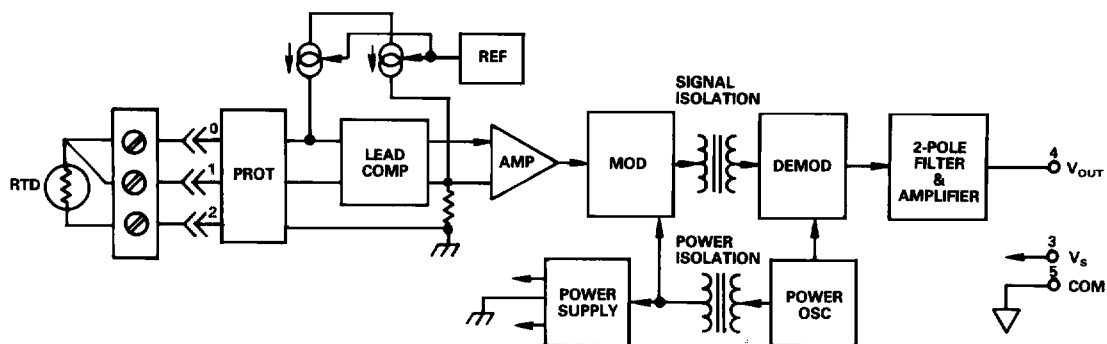 REF
SIGNAL
ISOLATION
0
1
2
RTD
PROT
LEAD
COMP
AMP
MOD
DEMOD
2-POLE
FILTER
&
AMPLIFIER
4
VOUT
POWER
ISOLATION
3
VS
5
COM
POWER
SUPPLY
POWER
OSC